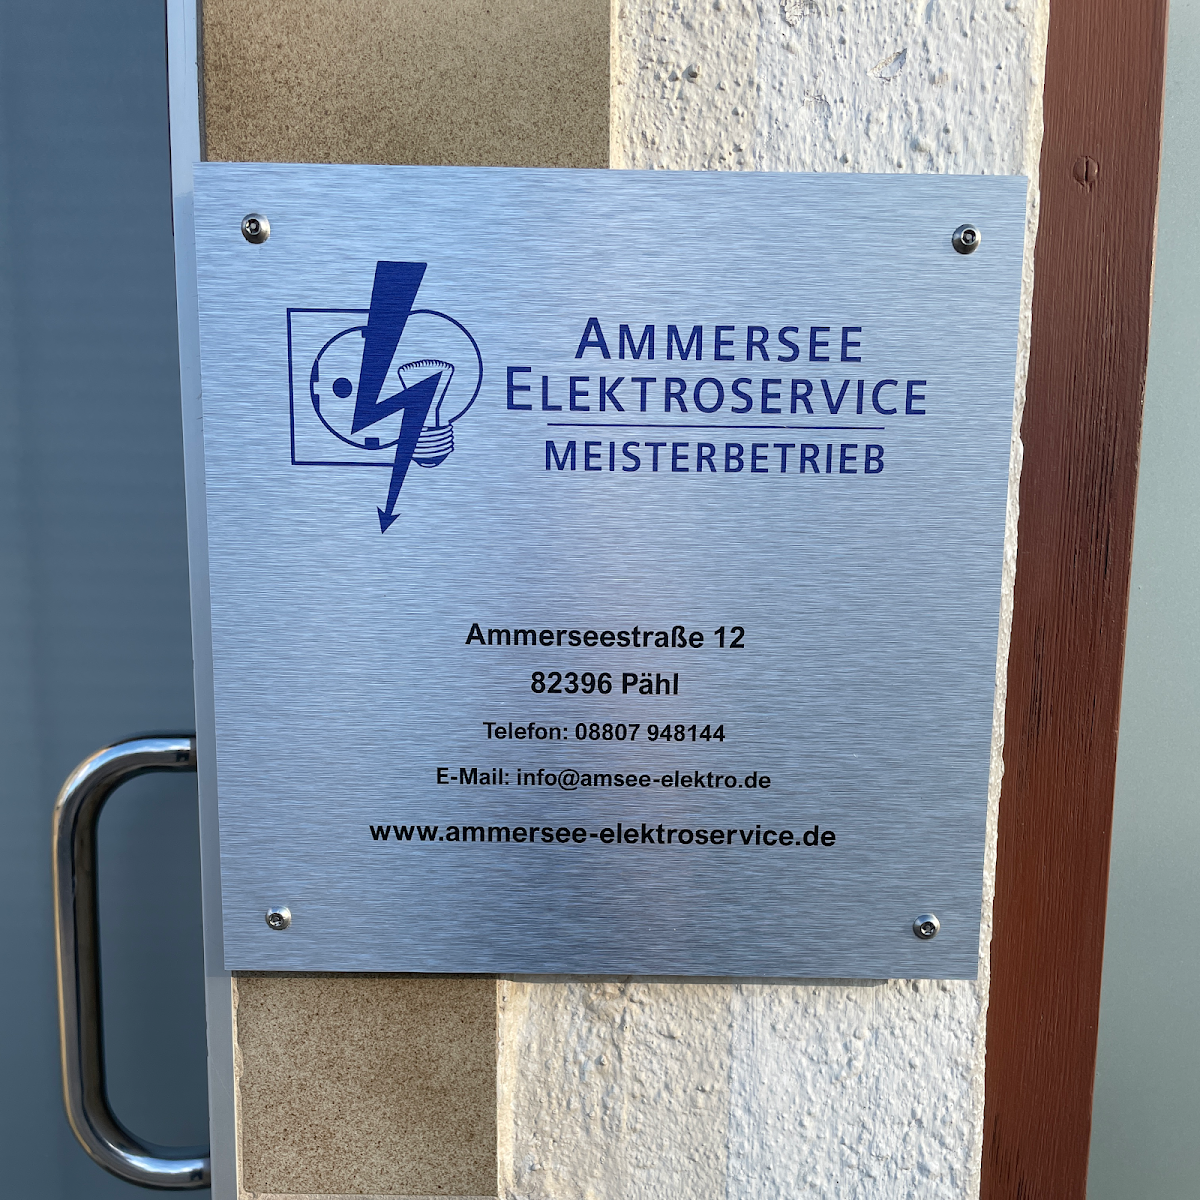 AMMERSEE
ELEKTROSERVICE
MEISTERBETRIEB
Ammerseestraße 12
82396 Pähl
Telefon: 08807 948144
E-Mail: info@amsee-elektro.de
www.ammersee-elektroservice.de